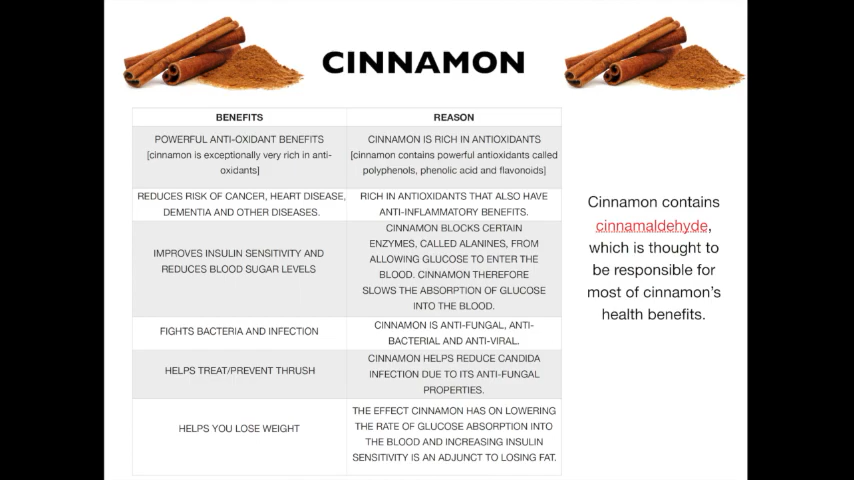 CINNAMON
BENEFITS
REASON
POWERFUL ANTI-OXIDANT BENEFITS
[cinnamon is exceptionally very rich in anti-
oxidants]
CINNAMON IS RICH IN ANTIOXIDANTS
[cinnamon contains powerful antioxidants called
polyphenols, phenolic acid and flavonoids]
REDUCES RISK OF CANCER, HEART DISEASE,
DEMENTIA AND OTHER DISEASES.
RICH IN ANTIOXIDANTS THAT ALSO HAVE
ANTI-INFLAMMATORY BENEFITS.
IMPROVES INSULIN SENSITIVITY AND
REDUCES BLOOD SUGAR LEVELS
CINNAMON BLOCKS CERTAIN
ENZYMES, CALLED ALANINES, FROM
ALLOWING GLUCOSE TO ENTER THE
BLOOD. CINNAMON THEREFORE
SLOWS THE ABSORPTION OF GLUCOSE
INTO THE BLOOD.
FIGHTS BACTERIA AND INFECTION
CINNAMON IS ANTI-FUNGAL, ANTI-
BACTERIAL AND ANTI-VIRAL.
HELPS TREAT/PREVENT THRUSH
CINNAMON HELPS REDUCE CANDIDA
INFECTION DUE TO ITS ANTI-FUNGAL
PROPERTIES.
HELPS YOU LOSE WEIGHT
THE EFFECT CINNAMON HAS ON LOWERING
THE RATE OF GLUCOSE ABSORPTION INTO
THE BLOOD AND INCREASING INSULIN
SENSITIVITY IS AN ADJUNCT TO LOSING FAT.
Cinnamon contains
cinnamaldehyde,
which is thought to
be responsible for
most of cinnamon's
health benefits.